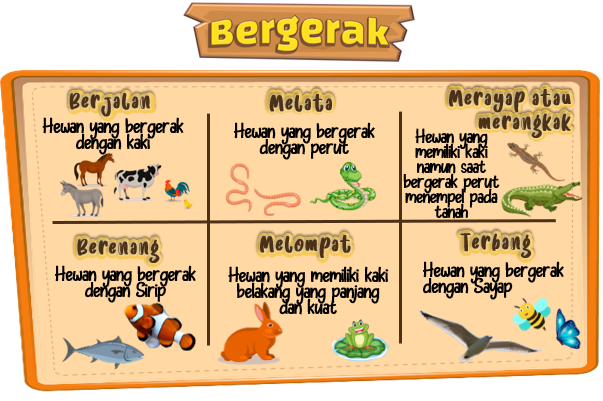 Bergerak
Berjalan
Hewan yang bergerak
dengan kaki
Melata
Hewan yang bergerak
dengan perut
Merayap atau
merangkak
Hewan yang
memiliki kaki
namun saat
bergerak perut
menempel pada
tanah
Berenang
Hewan yang bergerak
dengan Sirip
Melompat
Hewan yang memiliki kaki
belakang yang panjang
dan kuat
Terbang
Hewan yang bergerak
dengan Sayap